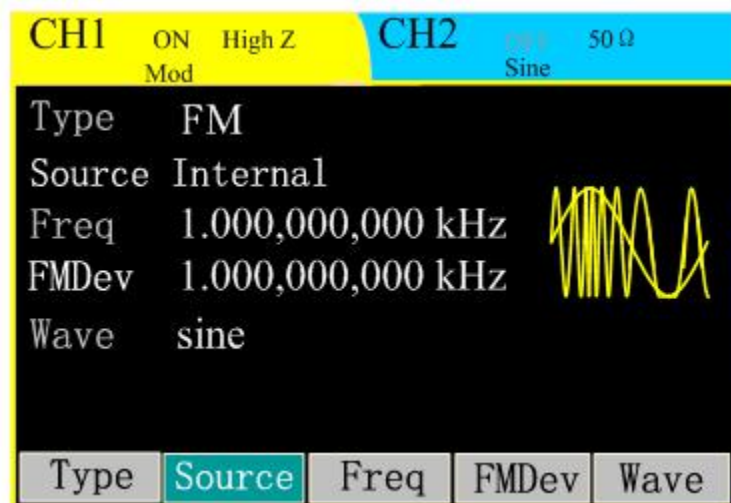 CH1 ON High Z CH2 OFF 50 Ω
Mod Sine
Type FM
Source Internal
Freq 1.000,000,000 kHz
FMDev 1.000,000,000 kHz
Wave sine
Type Source Freq FMDev Wave